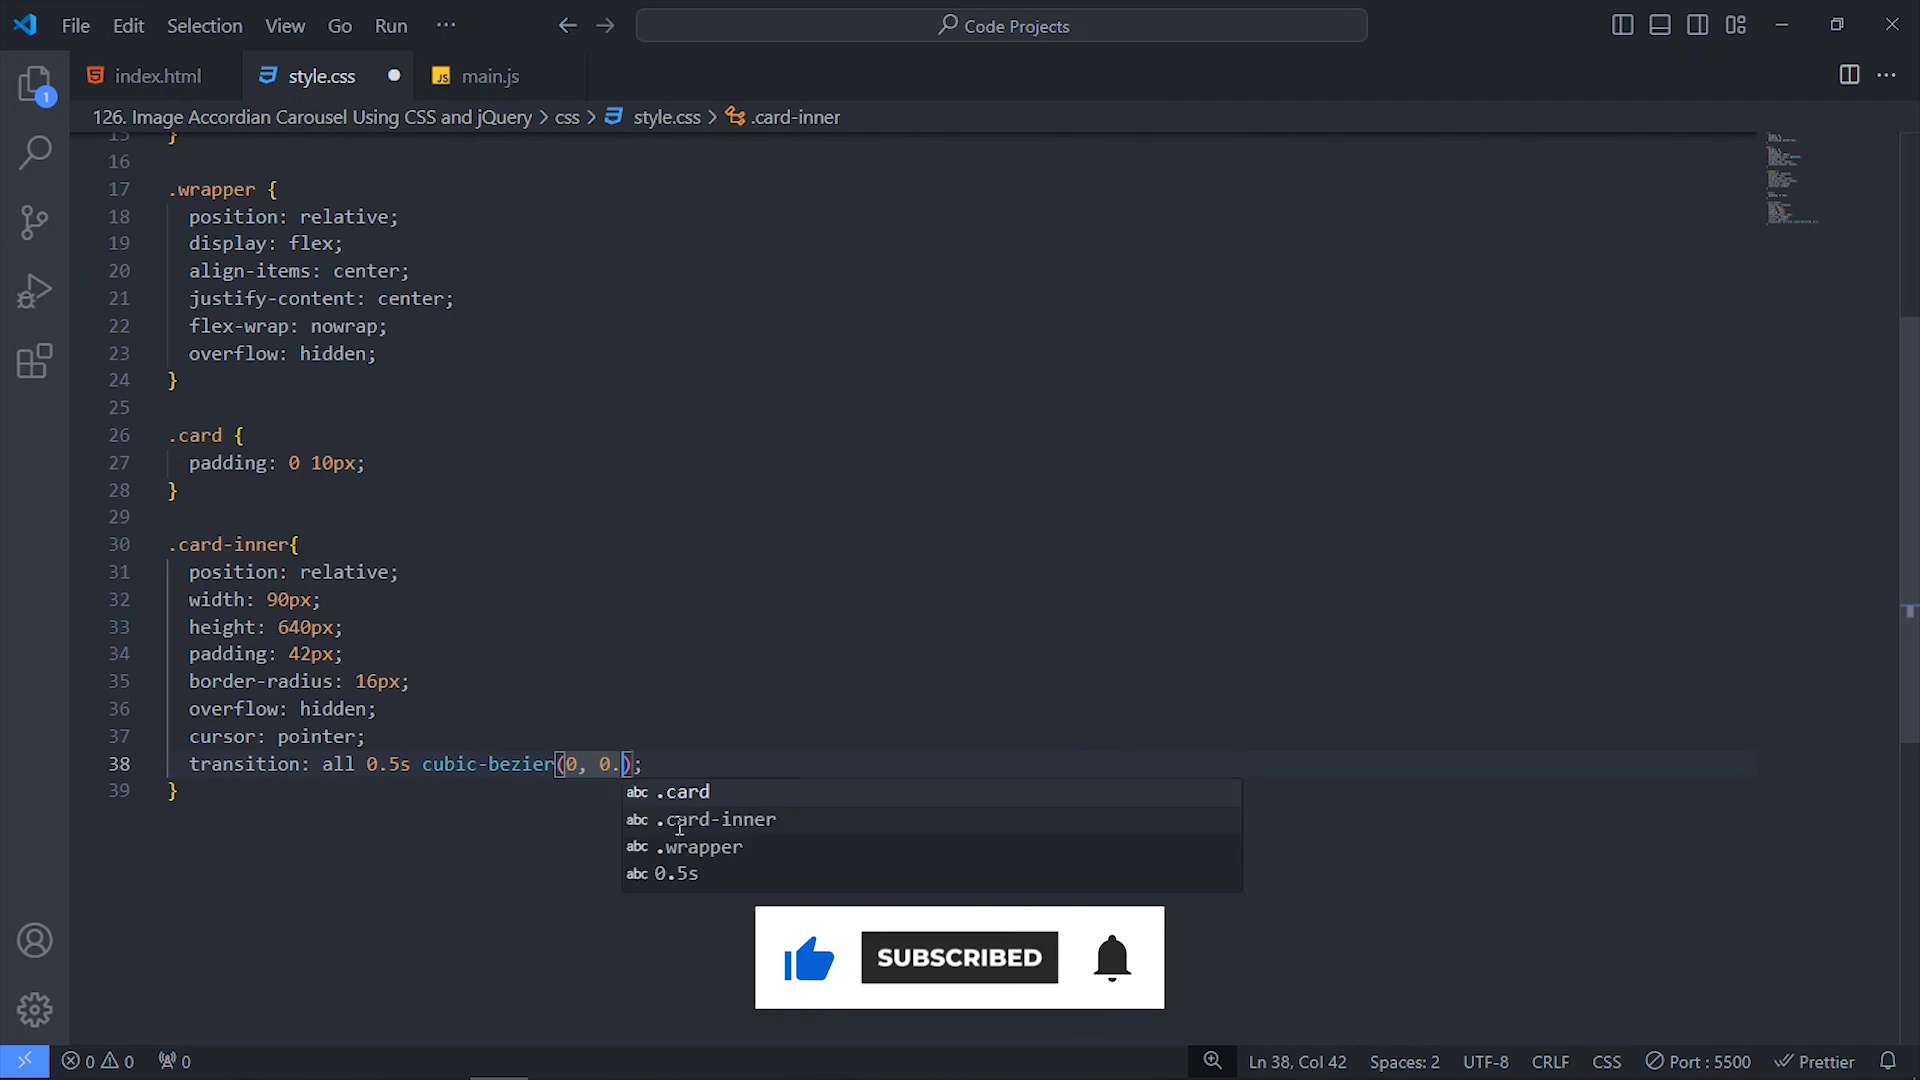 File Edit Selection View Go Run ··· Code Projects
index.html style.css JS main.js
1
126. Image Accordian Carousel Using CSS and jQuery > css > style.css > .card-inner
15 }
16
17 .wrapper {
18 position: relative;
19 display: flex;
20 align-items: center;
21 justify-content: center;
22 flex-wrap: nowrap;
23 overflow: hidden;
24 }
25
26 .card {
27 padding: 0 10px;
28 }
29
30 .card-inner{
31 position: relative;
32 width: 90px;
33 height: 640px;
34 padding: 42px;
35 border-radius: 16px;
36 overflow: hidden;
37 cursor: pointer;
38 transition: all 0.5s cubic-bezier(0, 0.);
39 }
abc .card
abc .card-inner
abc .wrapper
abc 0.5s
SUBSCRIBED
0 0 0 Ln 38, Col 42 Spaces: 2 UTF-8 CRLF CSS Port : 5500 Prettier